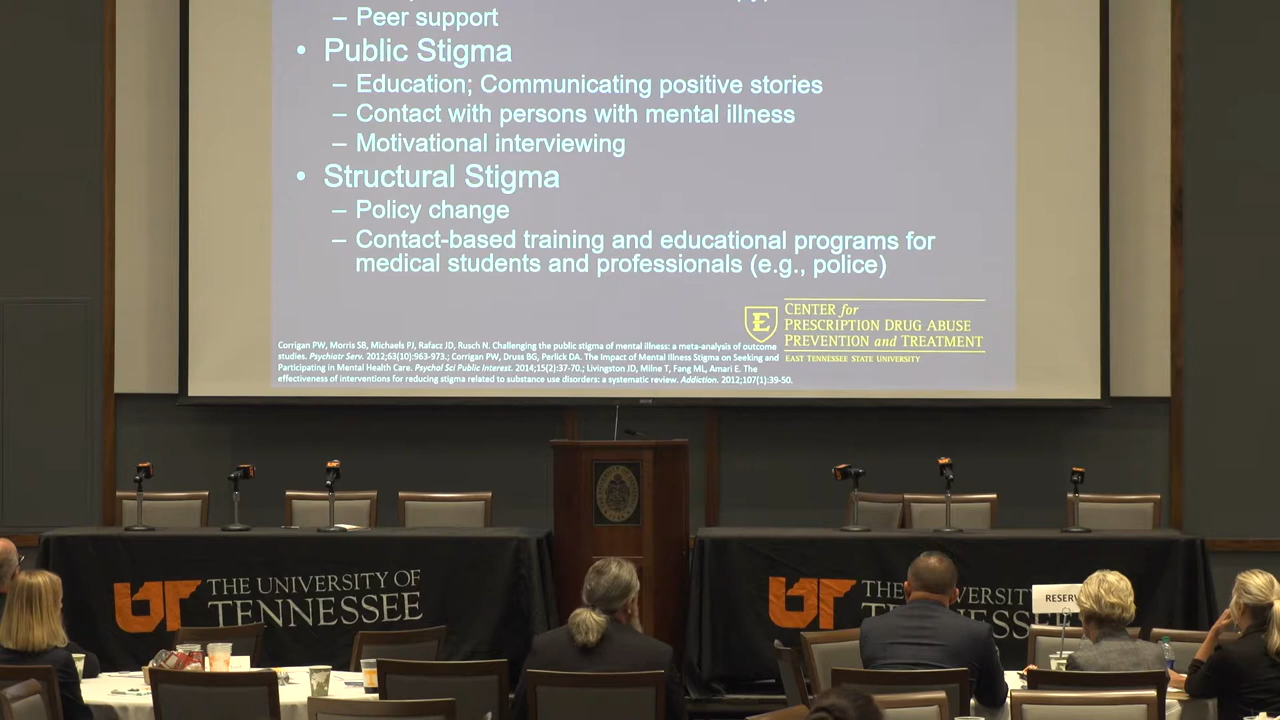 – Peer support
• Public Stigma
– Education; Communicating positive stories
– Contact with persons with mental illness
– Motivational interviewing
• Structural Stigma
– Policy change
– Contact-based training and educational programs for
medical students and professionals (e.g., police)
E
CENTER for
PRESCRIPTION DRUG ABUSE
PREVENTION and TREATMENT
EAST TENNESSEE STATE UNIVERSITY
Corrigan PW, Morris SB, Michaels PJ, Rafacz JD, Rusch N. Challenging the public stigma of mental illness: a meta-analysis of outcome
studies. Psychiatr Serv. 2012;63(10):963-973.; Corrigan PW, Druss BG, Perlick DA. The Impact of Mental Illness Stigma on Seeking and
Participating in Mental Health Care. Psychol Sci Public Interest. 2014;15(2):37-70.; Livingston JD, Milne T, Fang ML, Amari E. The
effectiveness of interventions for reducing stigma related to substance use disorders: a systematic review. Addiction. 2012;107(1):39-50.
UT THE UNIVERSITY OF
TENNESSEE
UT THE UNIVERSITY OF
TENNESSEE
RESERV